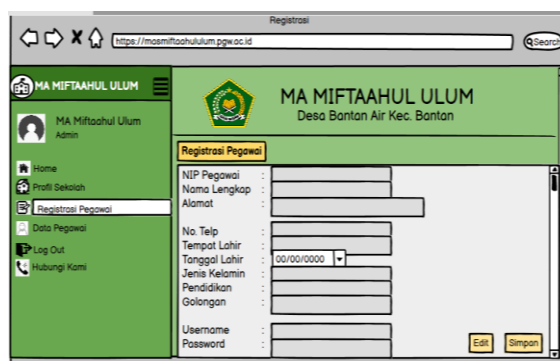 Registrasi
https://masmiftaahululum.pgw.ac.id
Search
MA MIFTAAHUL ULUM
MA Miftaahul Ulum
Admin
Home
Profil Sekolah
Registrasi Pegawai
Data Pegawai
Log Out
Hubungi Kami
MA MIFTAAHUL ULUM
Desa Bantan Air Kec. Bantan
Registrasi Pegawai
NIP Pegawai :
Nama Lengkap :
Alamat :
No. Telp :
Tempat Lahir :
Tanggal Lahir : 00/00/0000
Jenis Kelamin :
Pendidikan :
Golongan :
Username :
Password :
Edit
Simpan